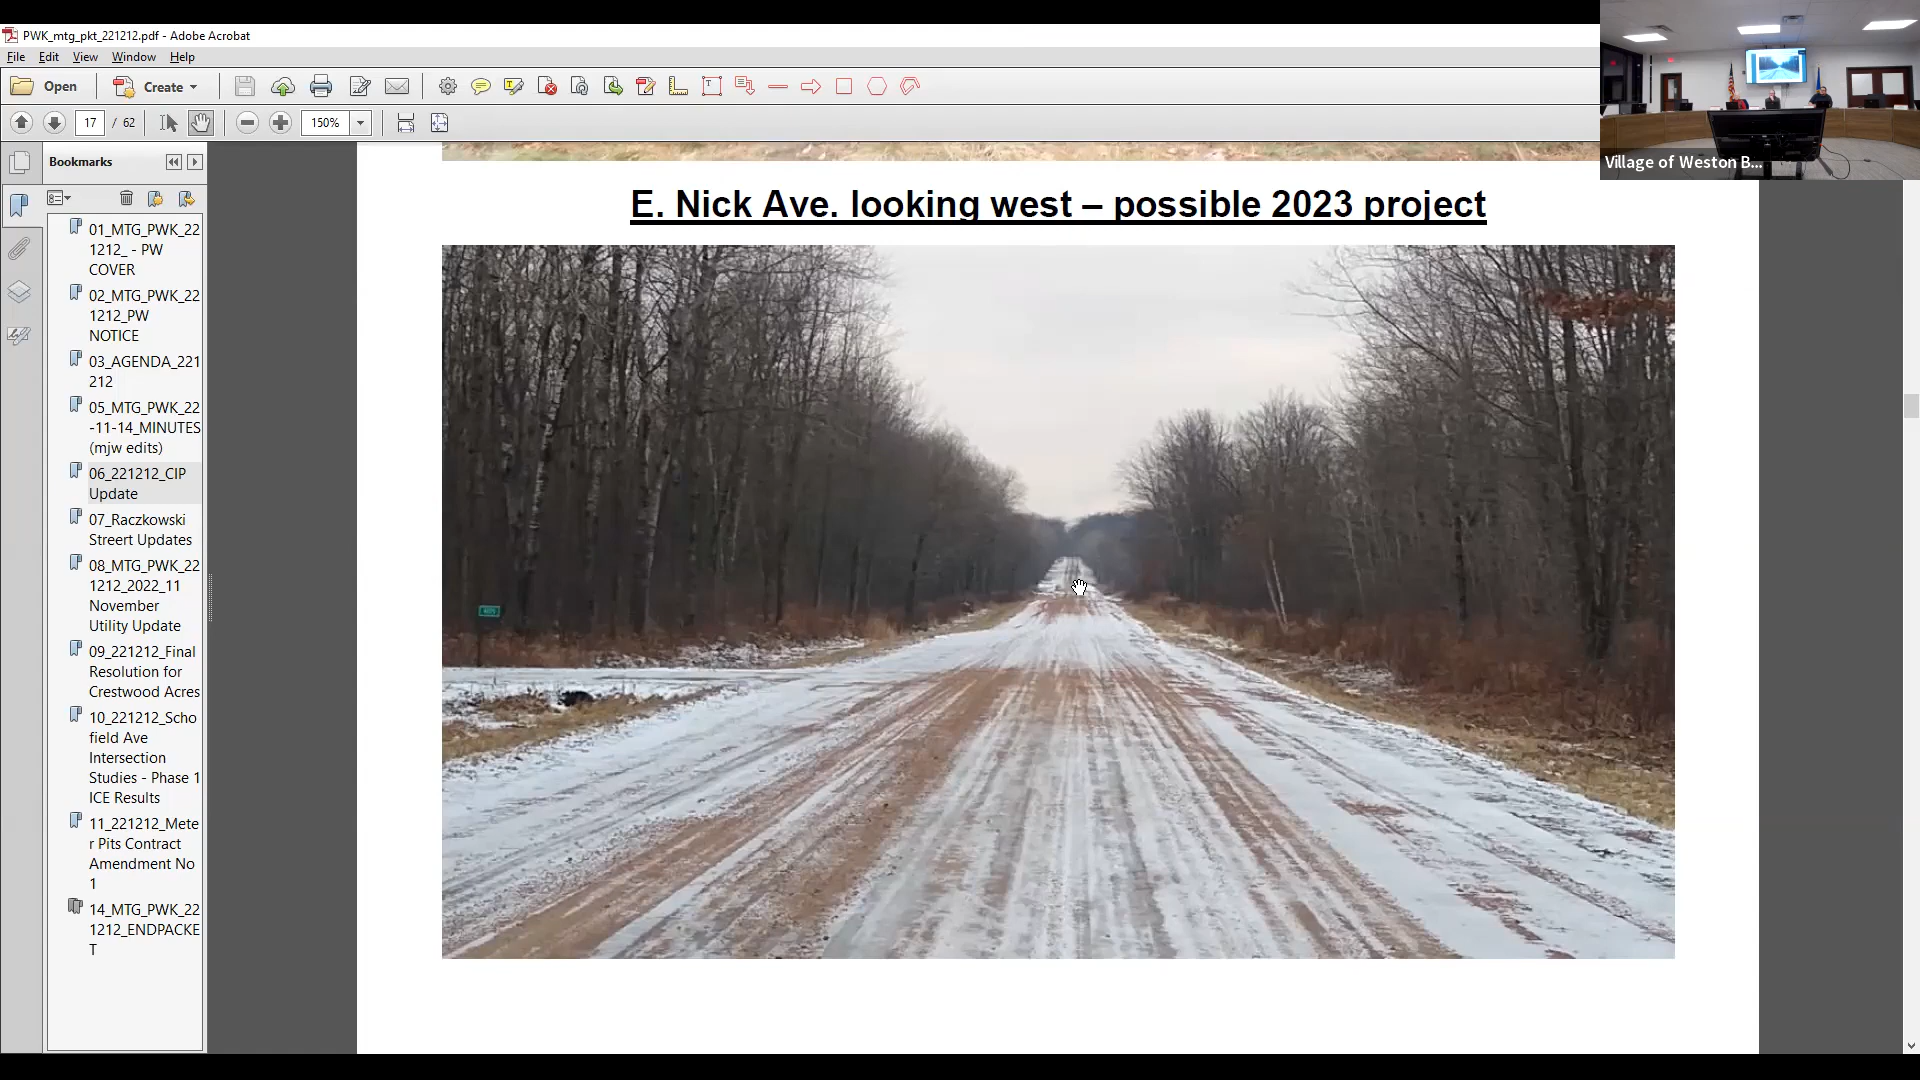 PWK_mtg_pkt_221212.pdf - Adobe Acrobat
File Edit View Window Help
Open Create
17 / 62 150%
Bookmarks
01_MTG_PWK_22
1212_ - PW
COVER
02_MTG_PWK_22
1212_PW
NOTICE
03_AGENDA_221
212
05_MTG_PWK_22
-11-14_MINUTES
(mjw edits)
06_221212_CIP
Update
07_Raczkowski
Streert Updates
08_MTG_PWK_22
1212_2022_11
November
Utility Update
09_221212_Final
Resolution for
Crestwood Acres
10_221212_Scho
field Ave
Intersection
Studies - Phase 1
ICE Results
11_221212_Mete
r Pits Contract
Amendment No
1
14_MTG_PWK_22
1212_ENDPACKE
T
E. Nick Ave. looking west – possible 2023 project
Village of Weston B...